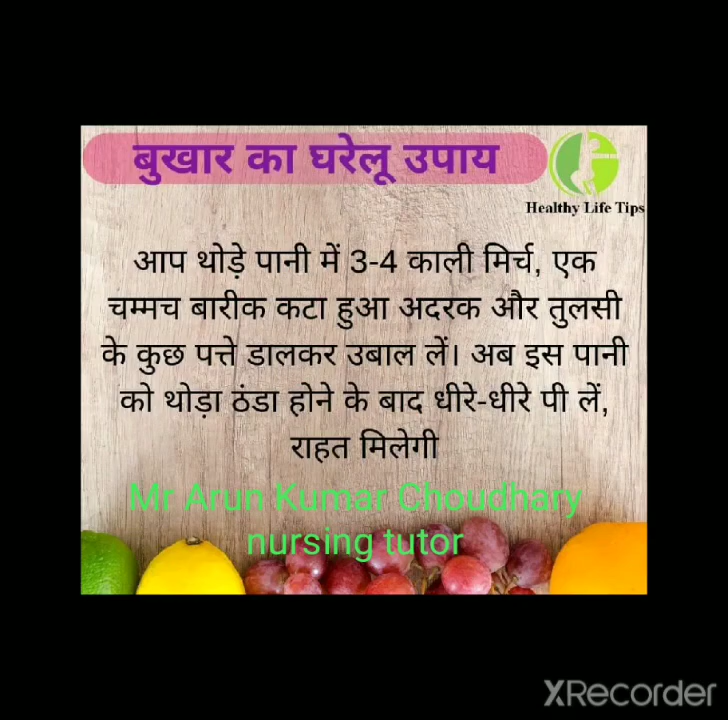 बुखार का घरेलू उपाय
Healthy Life Tips
आप थोड़े पानी में 3-4 काली मिर्च, एक
चम्मच बारीक कटा हुआ अदरक और तुलसी
के कुछ पत्ते डालकर उबाल लें। अब इस पानी
को थोड़ा ठंडा होने के बाद धीरे-धीरे पी लें,
राहत मिलेगी
Mr Arun Kumar Choudhary
nursing tutor
XRecorder